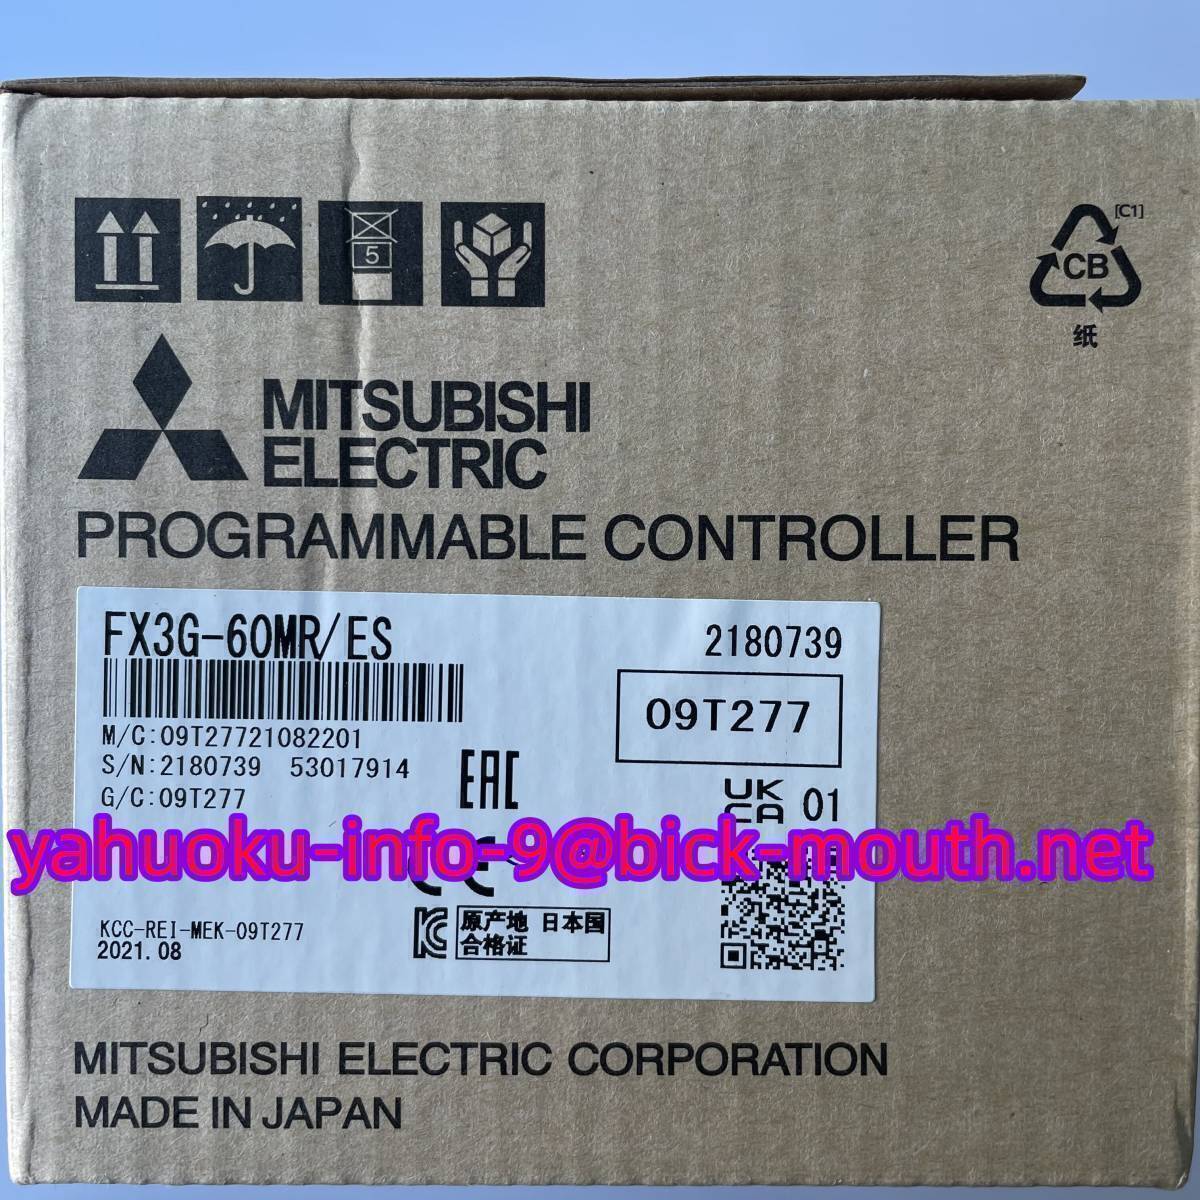 5
[C1]
CB
纸
MITSUBISHI
ELECTRIC
PROGRAMMABLE CONTROLLER
FX3G-60MR/ES
2180739
09T277
M/C:09T27721082201
S/N:2180739 53017914
G/C:09T277
EAC
UK
CA 01
yahuoku-info-9@bick-mouth.net
CE
KCC-REI-MEK-09T277
2021.08
KC
原产地 日本国
合格证
MITSUBISHI ELECTRIC CORPORATION
MADE IN JAPAN